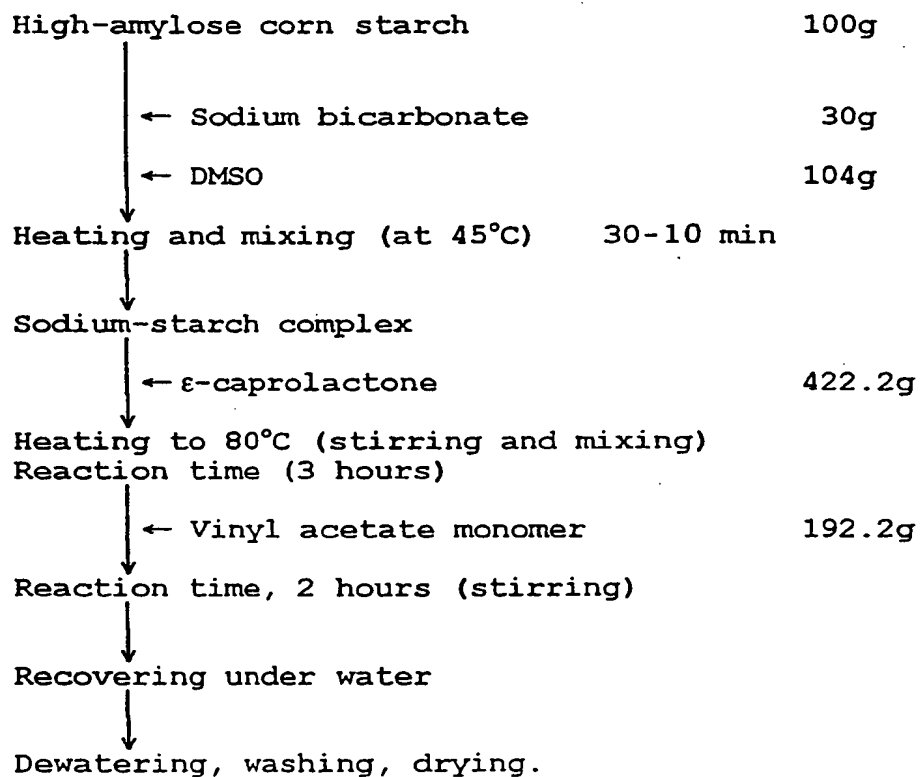 High-amylose corn starch 100g
← Sodium bicarbonate 30g
← DMSO 104g
Heating and mixing (at 45°C) 30-10 min
Sodium-starch complex
← ε-caprolactone 422.2g
Heating to 80°C (stirring and mixing)
Reaction time (3 hours)
← Vinyl acetate monomer 192.2g
Reaction time, 2 hours (stirring)
Recovering under water
Dewatering, washing, drying.